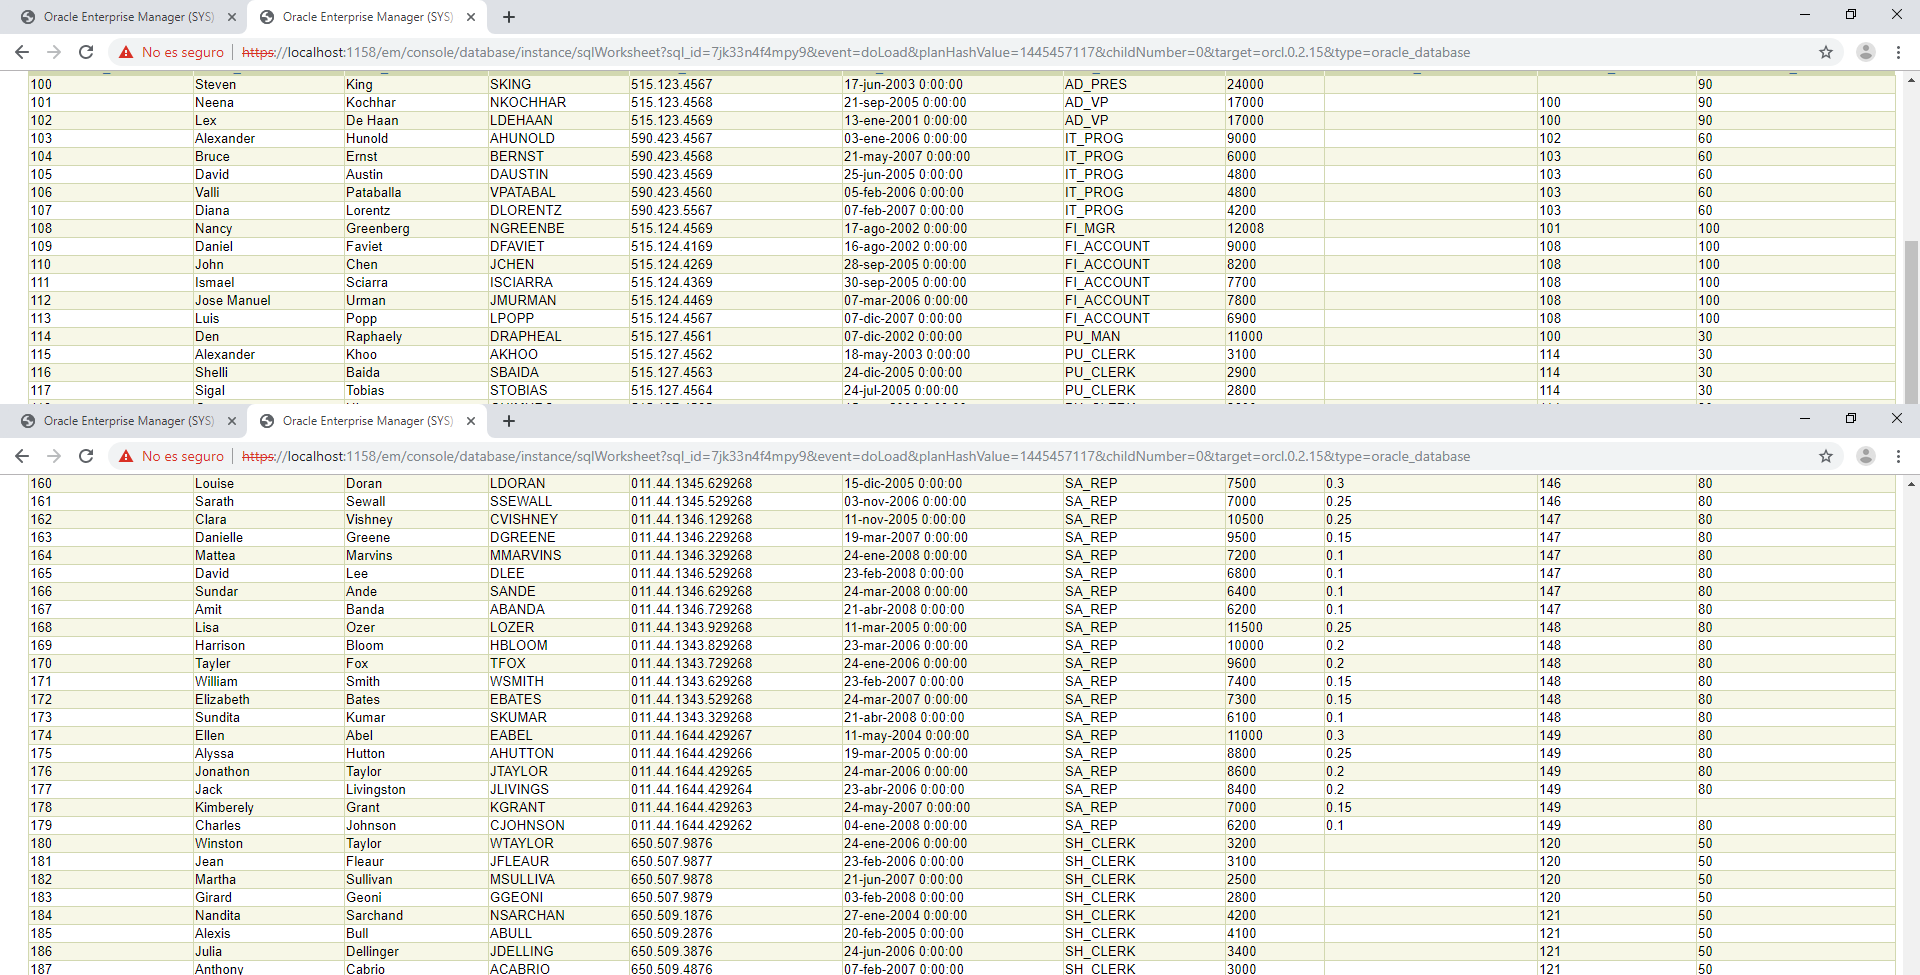 Oracle Enterprise Manager (SYS) Oracle Enterprise Manager (SYS)
No es seguro https://localhost:1158/em/console/database/instance/sqlWorksheet?sql_id=7jk33n4f4mpy9&event=doLoad&planHashValue=1445457117&childNumber=0&target=orcl.0.2.15&type=oracle_database
100 Steven King SKING 515.123.4567 17-jun-2003 0:00:00 AD_PRES 24000 90
101 Neena Kochhar NKOCHHAR 515.123.4568 21-sep-2005 0:00:00 AD_VP 17000 100 90
102 Lex De Haan LDEHAAN 515.123.4569 13-ene-2001 0:00:00 AD_VP 17000 100 90
103 Alexander Hunold AHUNOLD 590.423.4567 03-ene-2006 0:00:00 IT_PROG 9000 102 60
104 Bruce Ernst BERNST 590.423.4568 21-may-2007 0:00:00 IT_PROG 6000 103 60
105 David Austin DAUSTIN 590.423.4569 25-jun-2005 0:00:00 IT_PROG 4800 103 60
106 Valli Pataballa VPATABAL 590.423.4560 05-feb-2006 0:00:00 IT_PROG 4800 103 60
107 Diana Lorentz DLORENTZ 590.423.5567 07-feb-2007 0:00:00 IT_PROG 4200 103 60
108 Nancy Greenberg NGREENBE 515.124.4569 17-ago-2002 0:00:00 FI_MGR 12008 101 100
109 Daniel Faviet DFAVIET 515.124.4169 16-ago-2002 0:00:00 FI_ACCOUNT 9000 108 100
110 John Chen JCHEN 515.124.4269 28-sep-2005 0:00:00 FI_ACCOUNT 8200 108 100
111 Ismael Sciarra ISCIARRA 515.124.4369 30-sep-2005 0:00:00 FI_ACCOUNT 7700 108 100
112 Jose Manuel Urman JMURMAN 515.124.4469 07-mar-2006 0:00:00 FI_ACCOUNT 7800 108 100
113 Luis Popp LPOPP 515.124.4567 07-dic-2007 0:00:00 FI_ACCOUNT 6900 108 100
114 Den Raphaely DRAPHEAL 515.127.4561 07-dic-2002 0:00:00 PU_MAN 11000 100 30
115 Alexander Khoo AKHOO 515.127.4562 18-may-2003 0:00:00 PU_CLERK 3100 114 30
116 Shelli Baida SBAIDA 515.127.4563 24-dic-2005 0:00:00 PU_CLERK 2900 114 30
117 Sigal Tobias STOBIAS 515.127.4564 24-jul-2005 0:00:00 PU_CLERK 2800 114 30
Oracle Enterprise Manager (SYS) Oracle Enterprise Manager (SYS)
No es seguro https://localhost:1158/em/console/database/instance/sqlWorksheet?sql_id=7jk33n4f4mpy9&event=doLoad&planHashValue=1445457117&childNumber=0&target=orcl.0.2.15&type=oracle_database
160 Louise Doran LDORAN 011.44.1345.629268 15-dic-2005 0:00:00 SA_REP 7500 0.3 146 80
161 Sarath Sewall SSEWALL 011.44.1345.529268 03-nov-2006 0:00:00 SA_REP 7000 0.25 146 80
162 Clara Vishney CVISHNEY 011.44.1346.129268 11-nov-2005 0:00:00 SA_REP 10500 0.25 147 80
163 Danielle Greene DGREENE 011.44.1346.229268 19-mar-2007 0:00:00 SA_REP 9500 0.15 147 80
164 Mattea Marvins MMARVINS 011.44.1346.329268 24-ene-2008 0:00:00 SA_REP 7200 0.1 147 80
165 David Lee DLEE 011.44.1346.529268 23-feb-2008 0:00:00 SA_REP 6800 0.1 147 80
166 Sundar Ande SANDE 011.44.1346.629268 24-mar-2008 0:00:00 SA_REP 6400 0.1 147 80
167 Amit Banda ABANDA 011.44.1346.729268 21-abr-2008 0:00:00 SA_REP 6200 0.1 147 80
168 Lisa Ozer LOZER 011.44.1343.929268 11-mar-2005 0:00:00 SA_REP 11500 0.25 148 80
169 Harrison Bloom HBLOOM 011.44.1343.829268 23-mar-2006 0:00:00 SA_REP 10000 0.2 148 80
170 Tayler Fox TFOX 011.44.1343.729268 24-ene-2006 0:00:00 SA_REP 9600 0.2 148 80
171 William Smith WSMITH 011.44.1343.629268 23-feb-2007 0:00:00 SA_REP 7400 0.15 148 80
172 Elizabeth Bates EBATES 011.44.1343.529268 24-mar-2007 0:00:00 SA_REP 7300 0.15 148 80
173 Sundita Kumar SKUMAR 011.44.1343.329268 21-abr-2008 0:00:00 SA_REP 6100 0.1 148 80
174 Ellen Abel EABEL 011.44.1644.429267 11-may-2004 0:00:00 SA_REP 11000 0.3 149 80
175 Alyssa Hutton AHUTTON 011.44.1644.429266 19-mar-2005 0:00:00 SA_REP 8800 0.25 149 80
176 Jonathon Taylor JTAYLOR 011.44.1644.429265 24-mar-2006 0:00:00 SA_REP 8600 0.2 149 80
177 Jack Livingston JLIVINGS 011.44.1644.429264 23-abr-2006 0:00:00 SA_REP 8400 0.2 149 80
178 Kimberely Grant KGRANT 011.44.1644.429263 24-may-2007 0:00:00 SA_REP 7000 0.15 149
179 Charles Johnson CJOHNSON 011.44.1644.429262 04-ene-2008 0:00:00 SA_REP 6200 0.1 149 80
180 Winston Taylor WTAYLOR 650.507.9876 24-ene-2006 0:00:00 SH_CLERK 3200 120 50
181 Jean Fleaur JFLEAUR 650.507.9877 23-feb-2006 0:00:00 SH_CLERK 3100 120 50
182 Martha Sullivan MSULLIVA 650.507.9878 21-jun-2007 0:00:00 SH_CLERK 2500 120 50
183 Girard Geoni GGEONI 650.507.9879 03-feb-2008 0:00:00 SH_CLERK 2800 120 50
184 Nandita Sarchand NSARCHAN 650.509.1876 27-ene-2004 0:00:00 SH_CLERK 4200 121 50
185 Alexis Bull ABULL 650.509.2876 20-feb-2005 0:00:00 SH_CLERK 4100 121 50
186 Julia Dellinger JDELLING 650.509.3876 24-jun-2006 0:00:00 SH_CLERK 3400 121 50
187 Anthony Cabrio ACABRIO 650.509.4876 07-feb-2007 0:00:00 SH_CLERK 3000 121 50